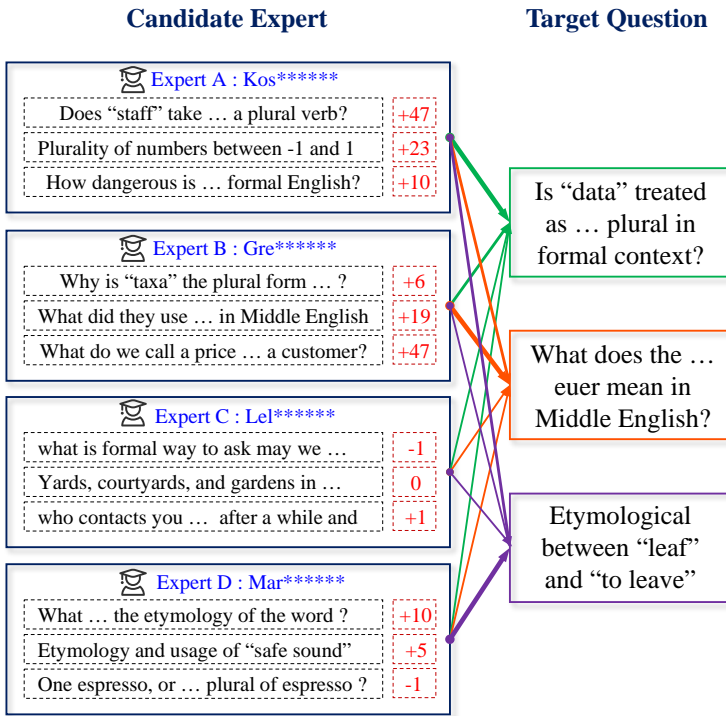 Candidate Expert
Target Question
Expert A : Kos******
Does “staff” take … a plural verb? +47
Plurality of numbers between -1 and 1 +23
How dangerous is … formal English? +10
Expert B : Gre******
Why is “taxa” the plural form … ? +6
What did they use … in Middle English +19
What do we call a price … a customer? +47
Expert C : Lel******
what is formal way to ask may we … -1
Yards, courtyards, and gardens in … 0
who contacts you … after a while and +1
Expert D : Mar******
What … the etymology of the word ? +10
Etymology and usage of “safe sound” +5
One espresso, or … plural of espresso ? -1
Is “data” treated
as … plural in
formal context?
What does the …
euer mean in
Middle English?
Etymological
between “leaf”
and “to leave”